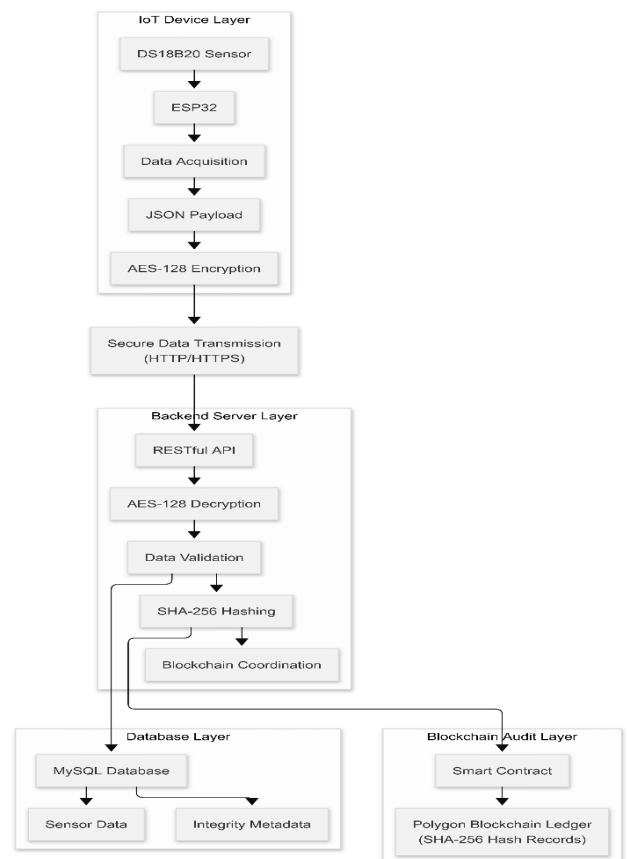 IoT Device Layer
DS18B20 Sensor
ESP32
Data Acquisition
JSON Payload
AES-128 Encryption
Secure Data Transmission
(HTTP/HTTPS)
Backend Server Layer
RESTful API
AES-128 Decryption
Data Validation
SHA-256 Hashing
Blockchain Coordination
Database Layer
MySQL Database
Sensor Data
Integrity Metadata
Blockchain Audit Layer
Smart Contract
Polygon Blockchain Ledger
(SHA-256 Hash Records)